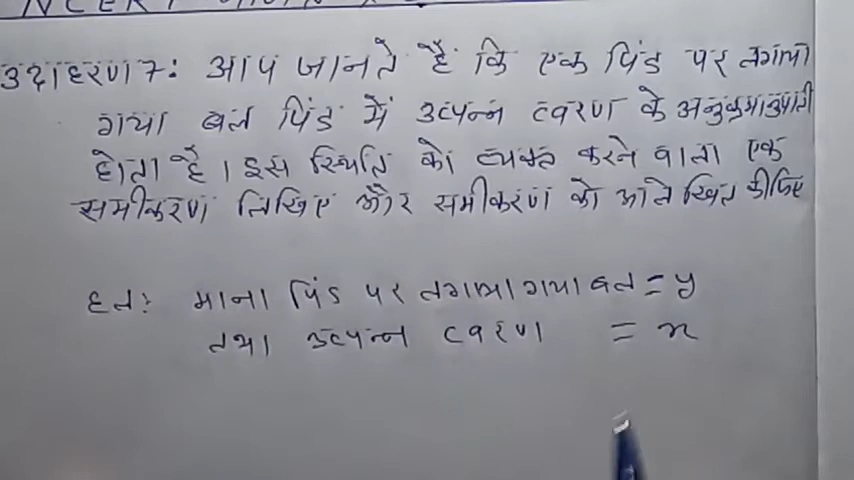 उदाहरण 7: आप जानते हैं कि एक पिंड पर लगाया
गया बल पिंड में उत्पन्न त्वरण के अनुक्रमानुपाती
होता है। इस स्थिति को व्यक्त करने वाला एक
समीकरण लिखिए और समीकरण को आलेखित कीजिए
हल: माना पिंड पर लगाया गया बल = y
तथा उत्पन्न त्वरण = x